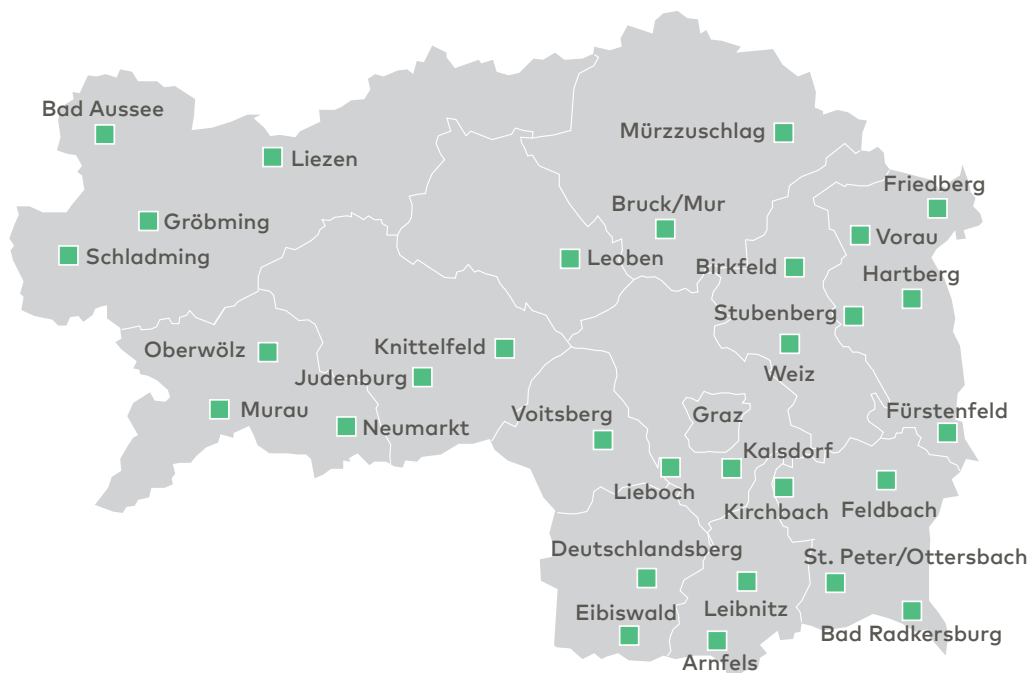 Bad Aussee
Mürzzuschlag
Liezen
Friedberg
Bruck/Mur
Gröbming
Vorau
Schladming
Leoben
Birkfeld
Hartberg
Stubenberg
Oberwölz
Knittelfeld
Judenburg
Weiz
Murau
Voitsberg
Graz
Fürstenfeld
Neumarkt
Kalsdorf
Lieboch
Kirchbach
Feldbach
Deutschlandsberg
St. Peter/Ottersbach
Eibiswald
Leibnitz
Bad Radkersburg
Arnfels